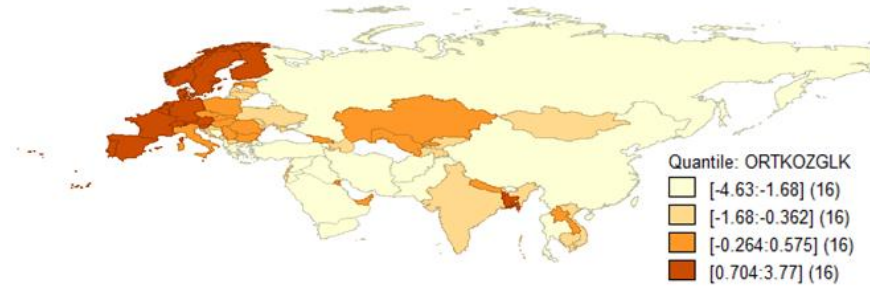 Quantile: ORTKOZGLK
[-4.63:-1.68] (16)
[-1.68:-0.362] (16)
[-0.264:0.575] (16)
[0.704:3.77] (16)